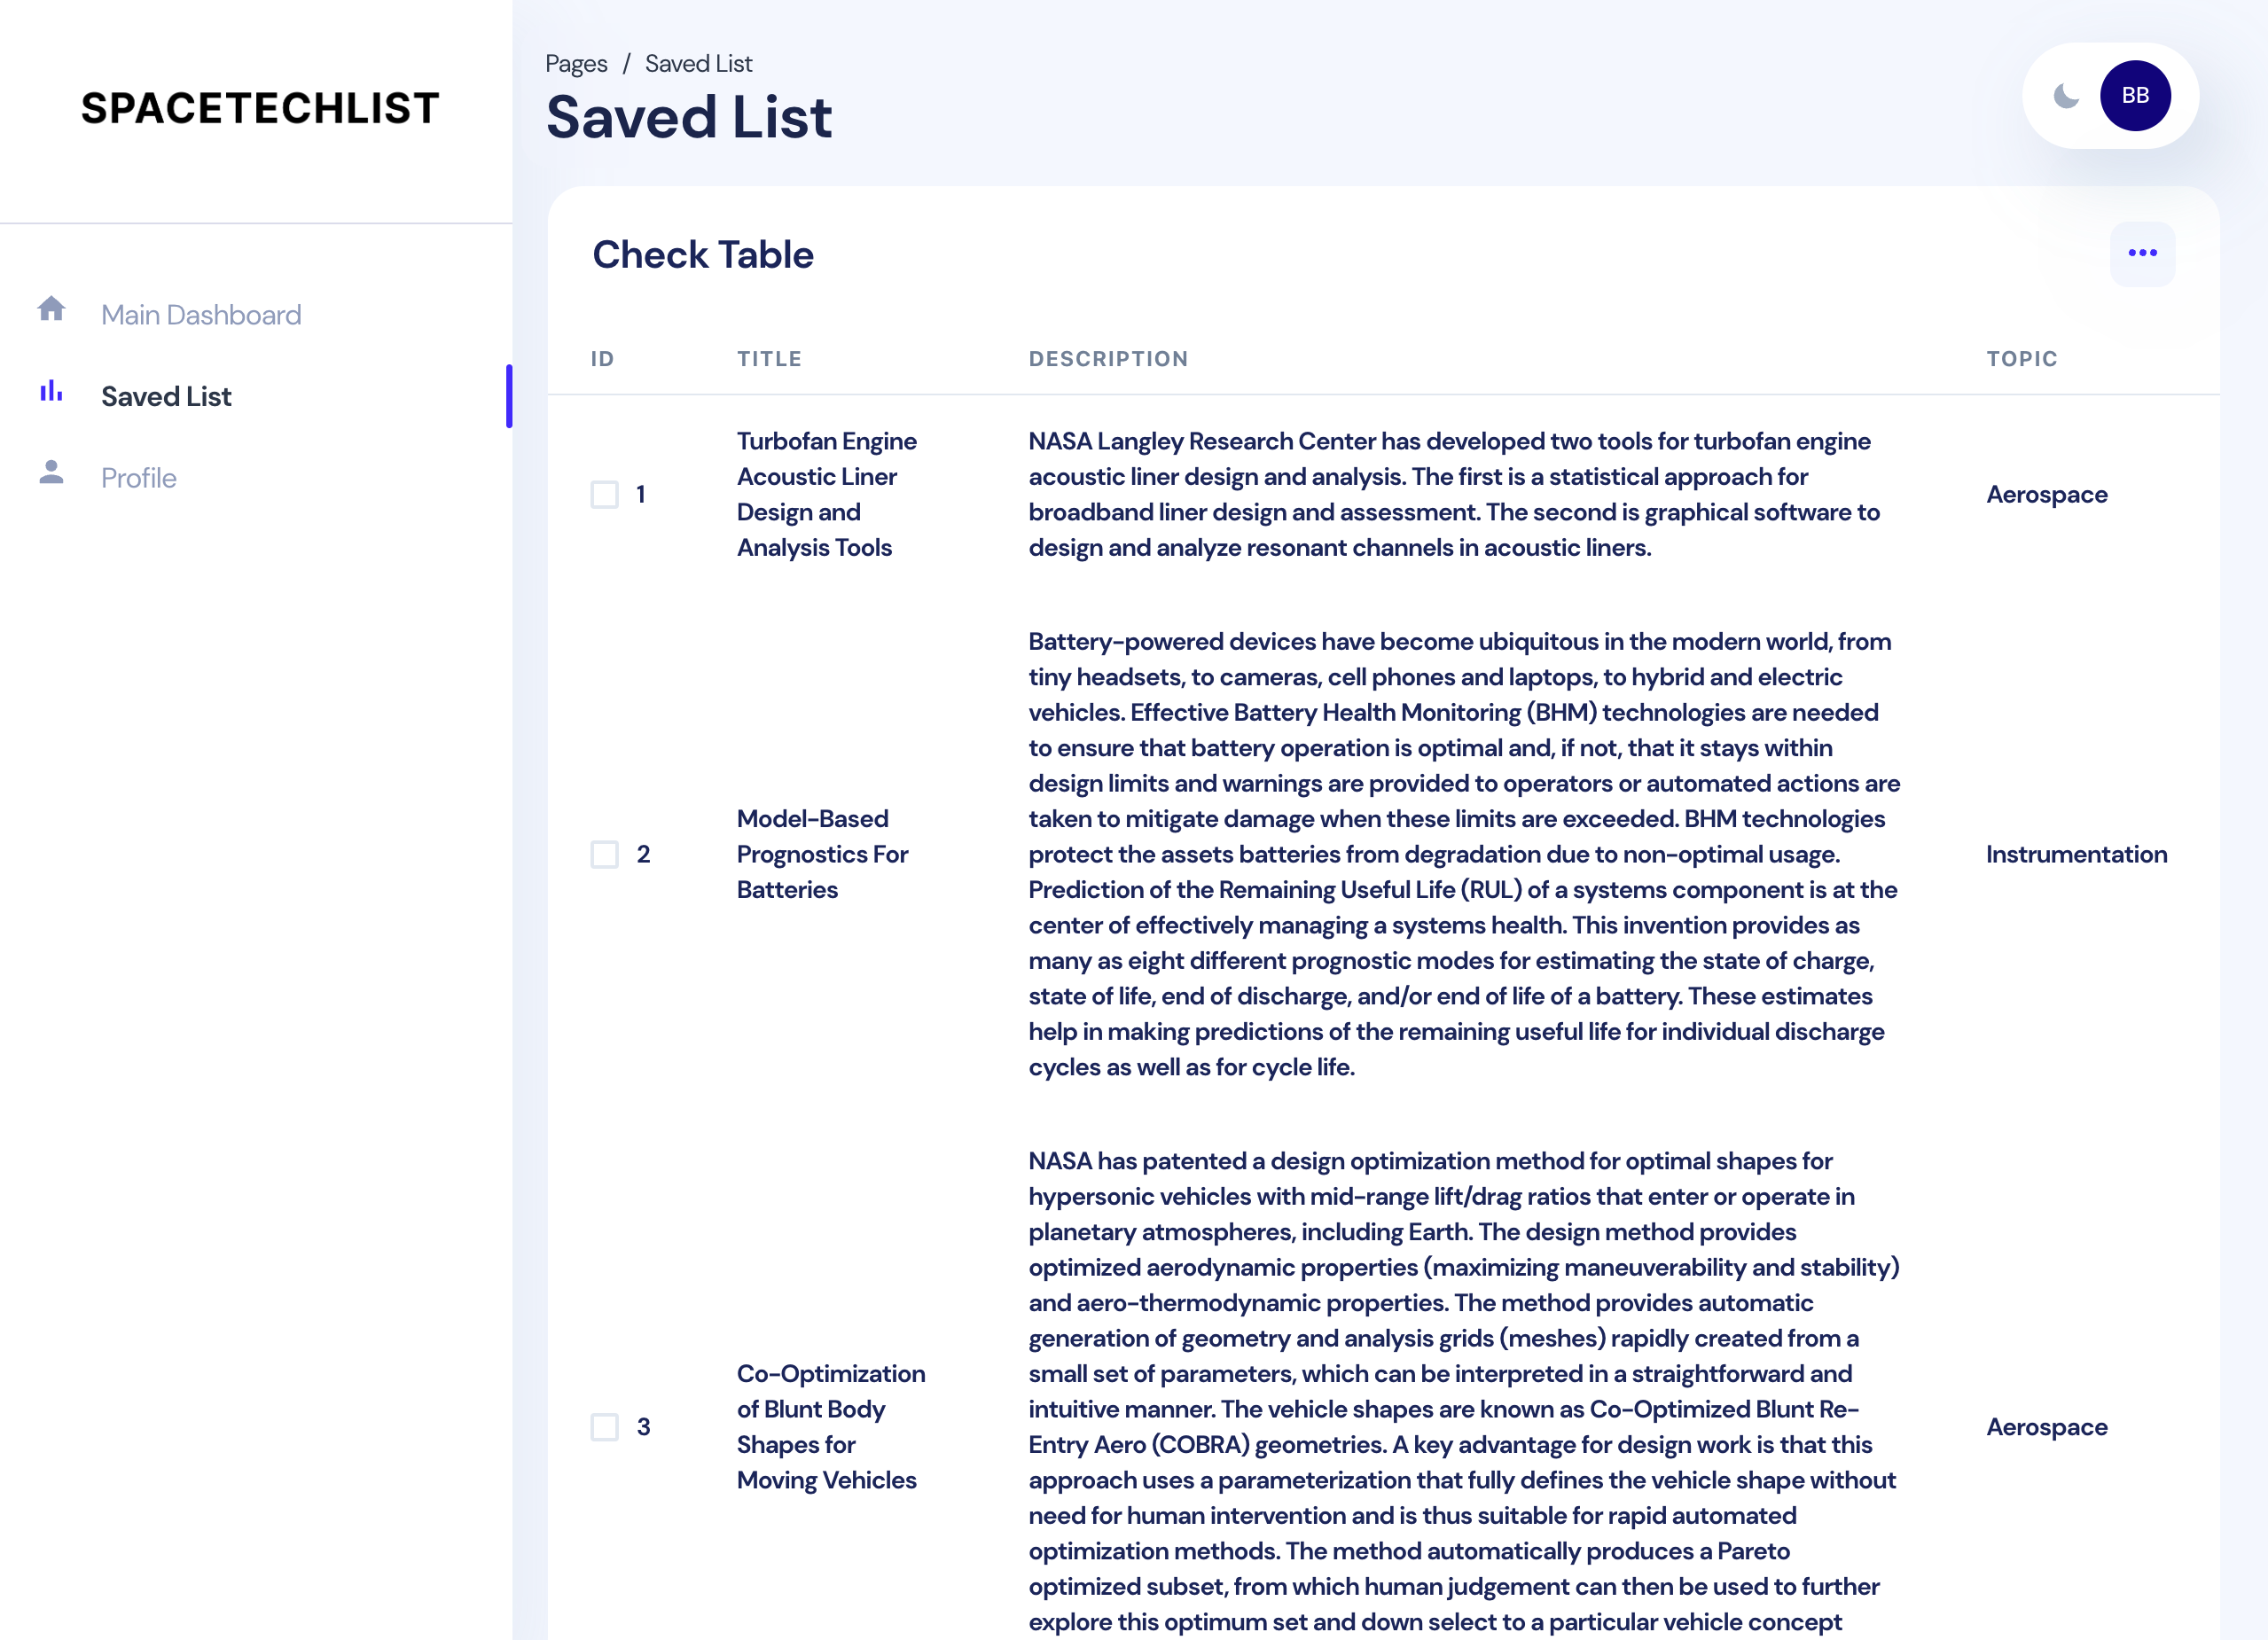 SPACETECHLIST
Main Dashboard
Saved List
Profile
Pages / Saved List
Saved List
BB
Check Table
ID TITLE DESCRIPTION TOPIC
1
Turbofan Engine
Acoustic Liner
Design and
Analysis Tools
NASA Langley Research Center has developed two tools for turbofan engine
acoustic liner design and analysis. The first is a statistical approach for
broadband liner design and assessment. The second is graphical software to
design and analyze resonant channels in acoustic liners.
Aerospace
2
Model-Based
Prognostics For
Batteries
Battery-powered devices have become ubiquitous in the modern world, from
tiny headsets, to cameras, cell phones and laptops, to hybrid and electric
vehicles. Effective Battery Health Monitoring (BHM) technologies are needed
to ensure that battery operation is optimal and, if not, that it stays within
design limits and warnings are provided to operators or automated actions are
taken to mitigate damage when these limits are exceeded. BHM technologies
protect the assets batteries from degradation due to non-optimal usage.
Prediction of the Remaining Useful Life (RUL) of a systems component is at the
center of effectively managing a systems health. This invention provides as
many as eight different prognostic modes for estimating the state of charge,
state of life, end of discharge, and/or end of life of a battery. These estimates
help in making predictions of the remaining useful life for individual discharge
cycles as well as for cycle life.
Instrumentation
3
Co-Optimization
of Blunt Body
Shapes for
Moving Vehicles
NASA has patented a design optimization method for optimal shapes for
hypersonic vehicles with mid-range lift/drag ratios that enter or operate in
planetary atmospheres, including Earth. The design method provides
optimized aerodynamic properties (maximizing maneuverability and stability)
and aero-thermodynamic properties. The method provides automatic
generation of geometry and analysis grids (meshes) rapidly created from a
small set of parameters, which can be interpreted in a straightforward and
intuitive manner. The vehicle shapes are known as Co-Optimized Blunt Re-
Entry Aero (COBRA) geometries. A key advantage for design work is that this
approach uses a parameterization that fully defines the vehicle shape without
need for human intervention and is thus suitable for rapid automated
optimization methods. The method automatically produces a Pareto
optimized subset, from which human judgement can then be used to further
explore this optimum set and down select to a particular vehicle concept
Aerospace